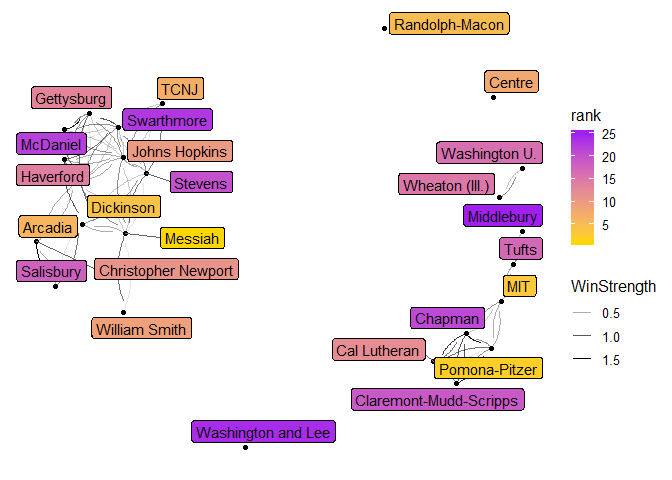 Randolph-Macon
Centre
TCNJ
Gettysburg
Swarthmore
McDaniel
Johns Hopkins
Haverford
Stevens
Dickinson
Arcadia
Messiah
Salisbury
Christopher Newport
William Smith
Washington U.
Wheaton (Ill.)
Middlebury
Tufts
MIT
Chapman
Cal Lutheran
Pomona-Pitzer
Claremont-Mudd-Scripps
Washington and Lee
rank
25
20
15
10
5
WinStrength
0.5
1.0
1.5